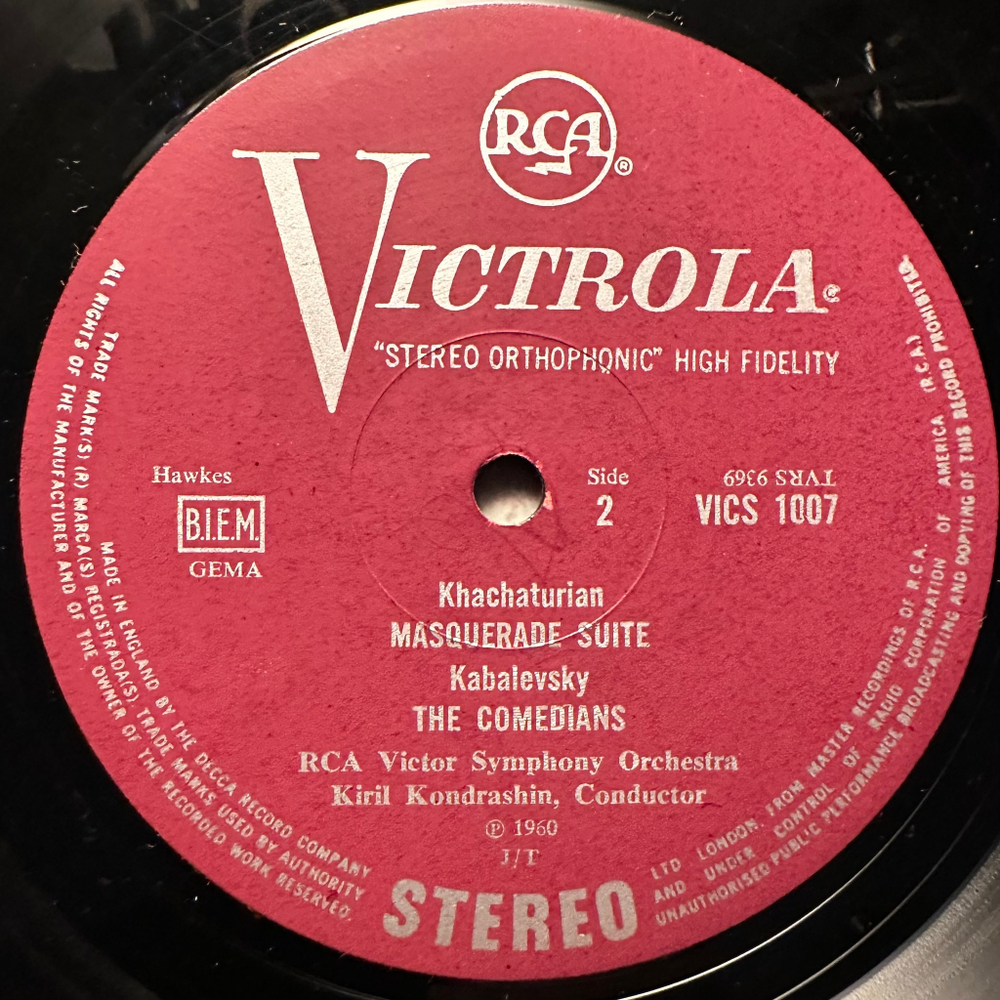 RCA
®
VICTROLA®
"STEREO ORTHOPHONIC" HIGH FIDELITY
Hawkes
B.I.E.M.
GEMA
Side
2
TVRS 9369
VICS 1007
Khachaturian
MASQUERADE SUITE
Kabalevsky
THE COMEDIANS
RCA Victor Symphony Orchestra
Kiril Kondrashin, Conductor
℗ 1960
J/T
STEREO
MADE IN ENGLAND BY THE DECCA RECORD COMPANY LTD LONDON. FROM MASTER RECORDINGS OF R.C.A.
TRADE MARK(S) (R) MARCA(S) REGISTRADA(S). TRADE MARKS USED BY AUTHORITY AND UNDER CONTROL OF RADIO CORPORATION OF AMERICA (R.C.A.)
ALL RIGHTS OF THE MANUFACTURER AND OF THE OWNER OF THE RECORDED WORK RESERVED. UNAUTHORISED PUBLIC PERFORMANCE BROADCASTING AND COPYING OF THIS RECORD PROHIBITED.